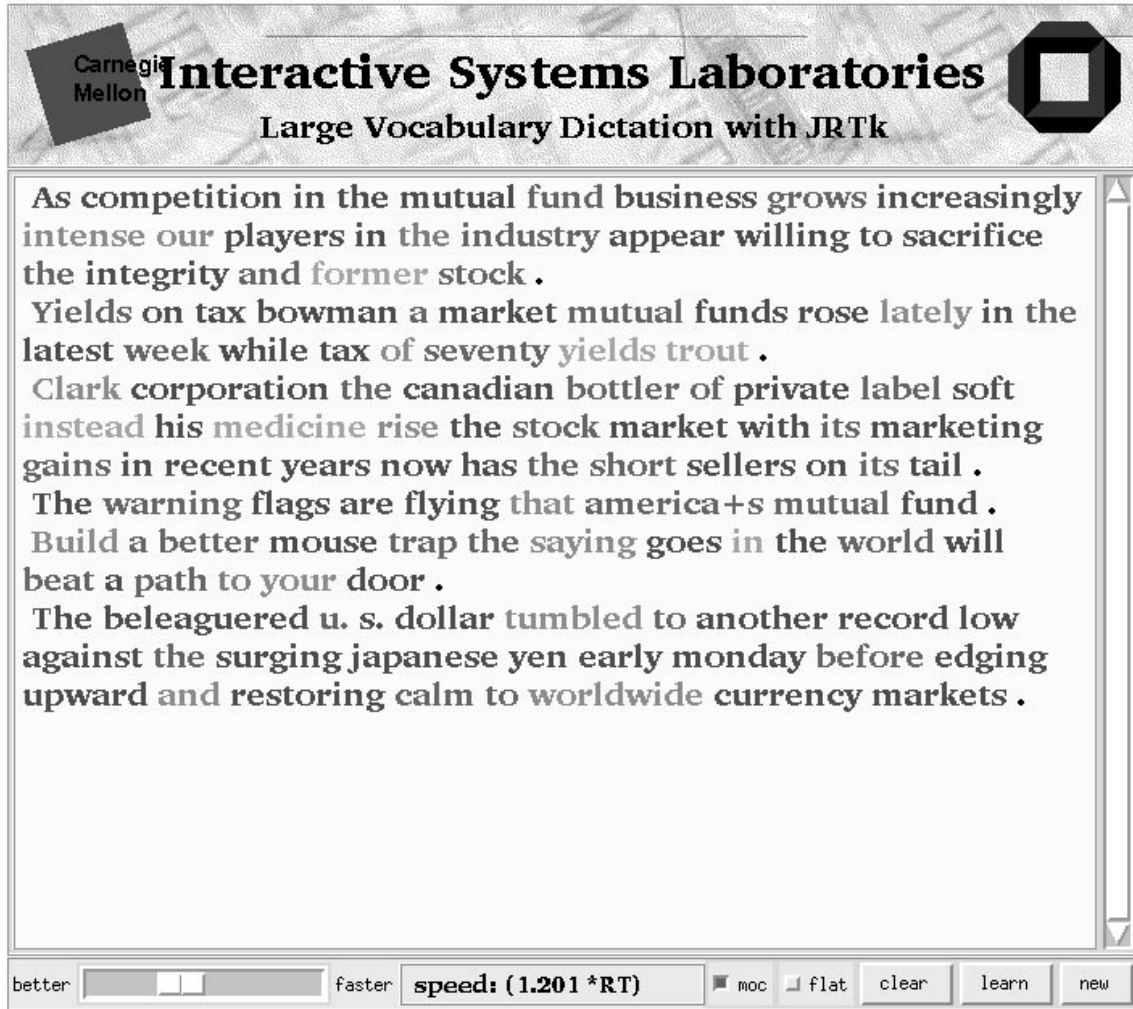 Carnegie
Mellon
Interactive Systems Laboratories
Large Vocabulary Dictation with JRTk
As competition in the mutual fund business grows increasingly
intense our players in the industry appear willing to sacrifice
the integrity and former stock .
Yields on tax bowman a market mutual funds rose lately in the
latest week while tax of seventy yields trout .
Clark corporation the canadian bottler of private label soft
instead his medicine rise the stock market with its marketing
gains in recent years now has the short sellers on its tail .
The warning flags are flying that america+s mutual fund .
Build a better mouse trap the saying goes in the world will
beat a path to your door .
The beleaguered u. s. dollar tumbled to another record low
against the surging japanese yen early monday before edging
upward and restoring calm to worldwide currency markets .
better faster speed: (1.201 *RT) moc flat clear learn new